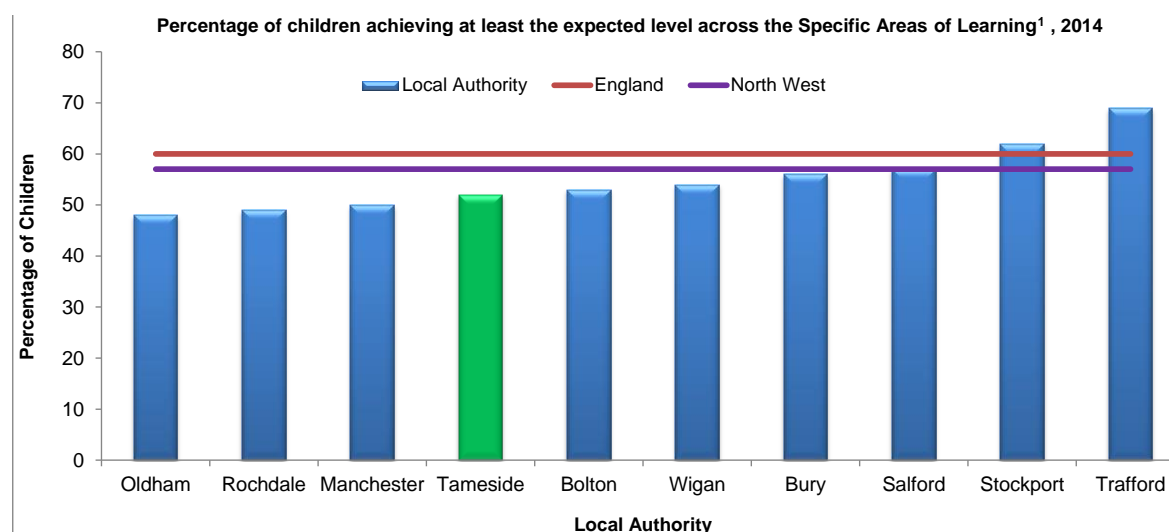 Percentage of children achieving at least the expected level across the Specific Areas of Learning¹ , 2014
80
70
60
50
40
30
20
10
0
Percentage of Children
Local Authority England North West
Oldham Rochdale Manchester Tameside Bolton Wigan Bury Salford Stockport Trafford
Local Authority